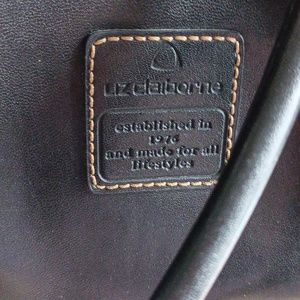 LIZ claiborne
established in
1976
and made for all
lifestyles